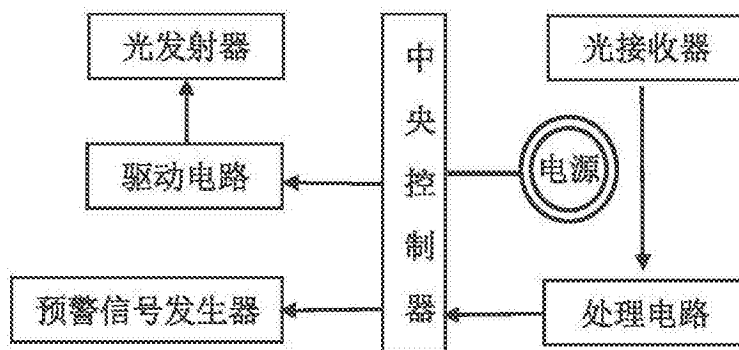 光发射器
中央控制器
光接收器
驱动电路
电源
预警信号发生器
处理电路